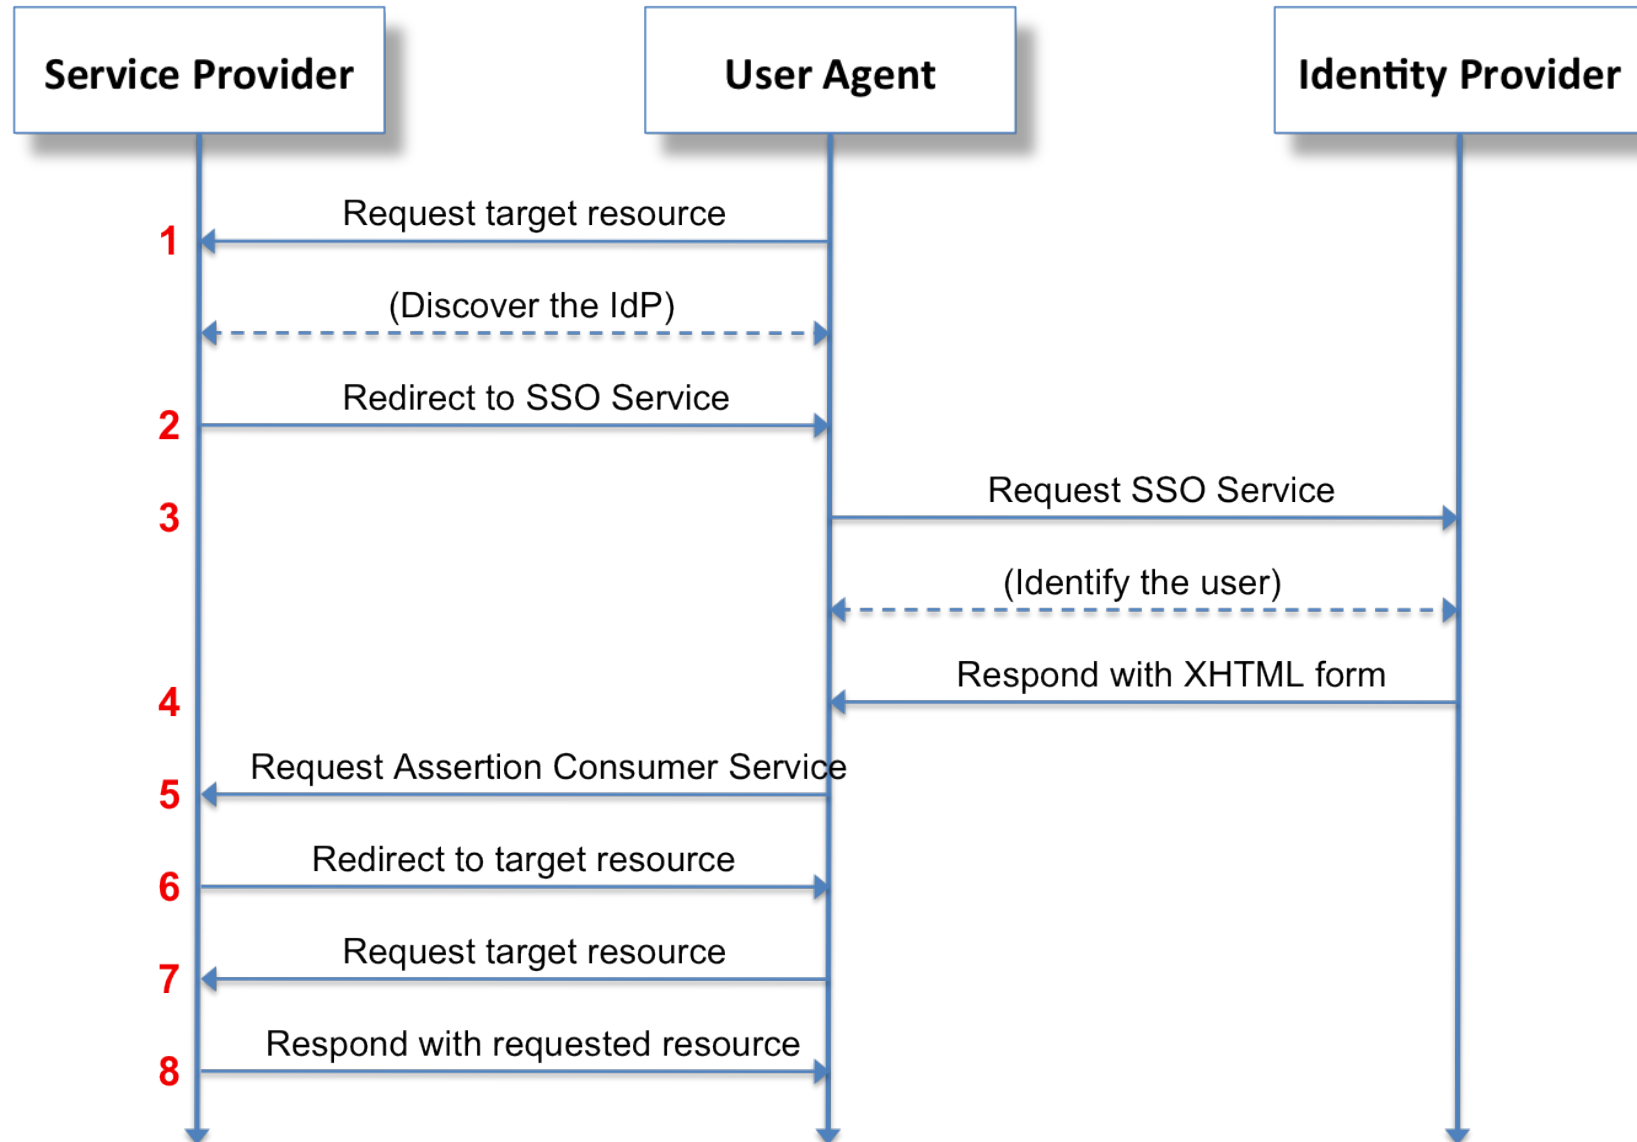 Service Provider
User Agent
Identity Provider
Request target resource
1
(Discover the IdP)
Redirect to SSO Service
2
Request SSO Service
3
(Identify the user)
Respond with XHTML form
4
Request Assertion Consumer Service
5
Redirect to target resource
6
Request target resource
7
Respond with requested resource
8